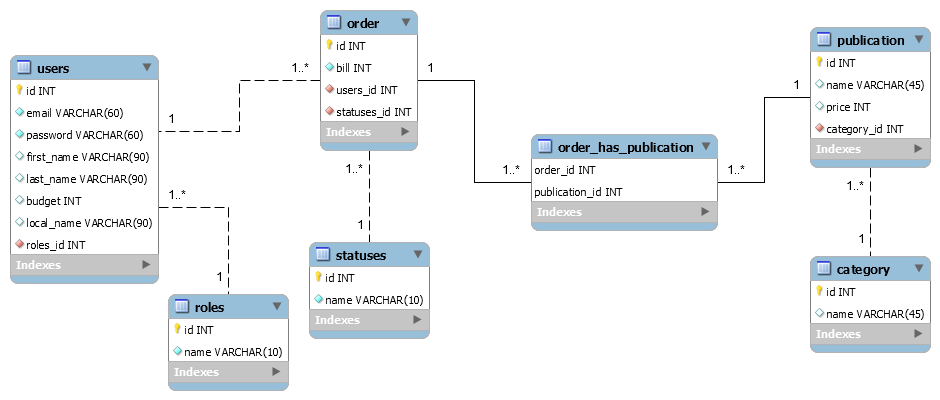 users
id INT
email VARCHAR(60)
password VARCHAR(60)
first_name VARCHAR(90)
last_name VARCHAR(90)
budget INT
local_name VARCHAR(90)
roles_id INT
Indexes
1
1..*
1..*
1
roles
id INT
name VARCHAR(10)
Indexes
order
id INT
bill INT
users_id INT
statuses_id INT
Indexes
1..*
1
statuses
id INT
name VARCHAR(10)
Indexes
1
1..*
order_has_publication
order_id INT
publication_id INT
Indexes
1..*
1
publication
id INT
name VARCHAR(45)
price INT
category_id INT
Indexes
1..*
1
category
id INT
name VARCHAR(45)
Indexes